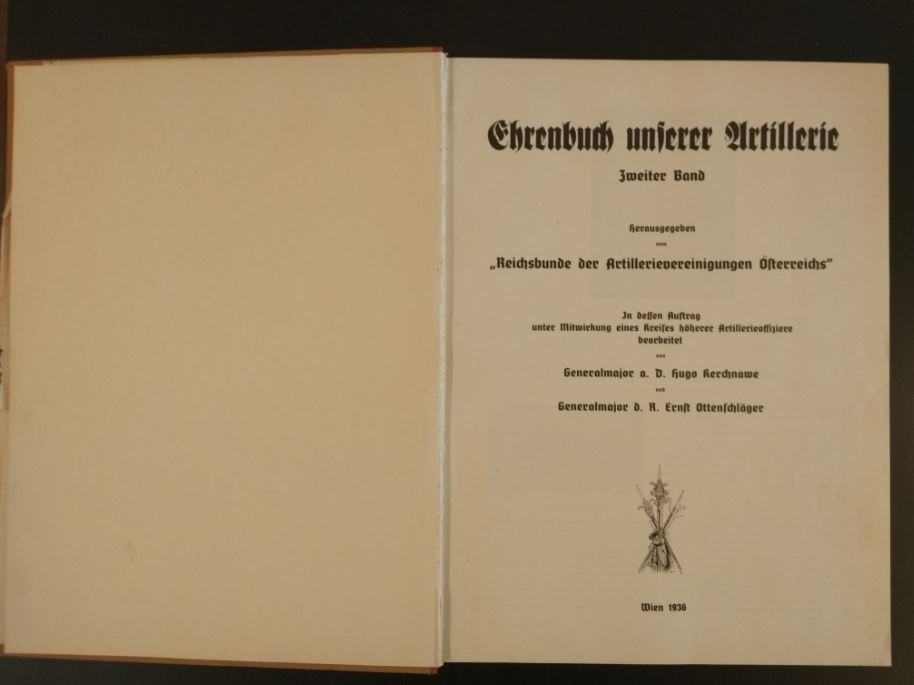 Ehrenbuch unserer Artillerie
Zweiter Band
Herausgegeben
vom
„Reichsbunde der Artillerievereinigungen Österreichs“
In dessen Auftrag
unter Mitwirkung eines Kreises höherer Artillerieoffiziere
bearbeitet
von
Generalmajor a. D. Hugo Kerchnawe
und
Generalmajor d. R. Ernst Ottenschläger
Wien 1936